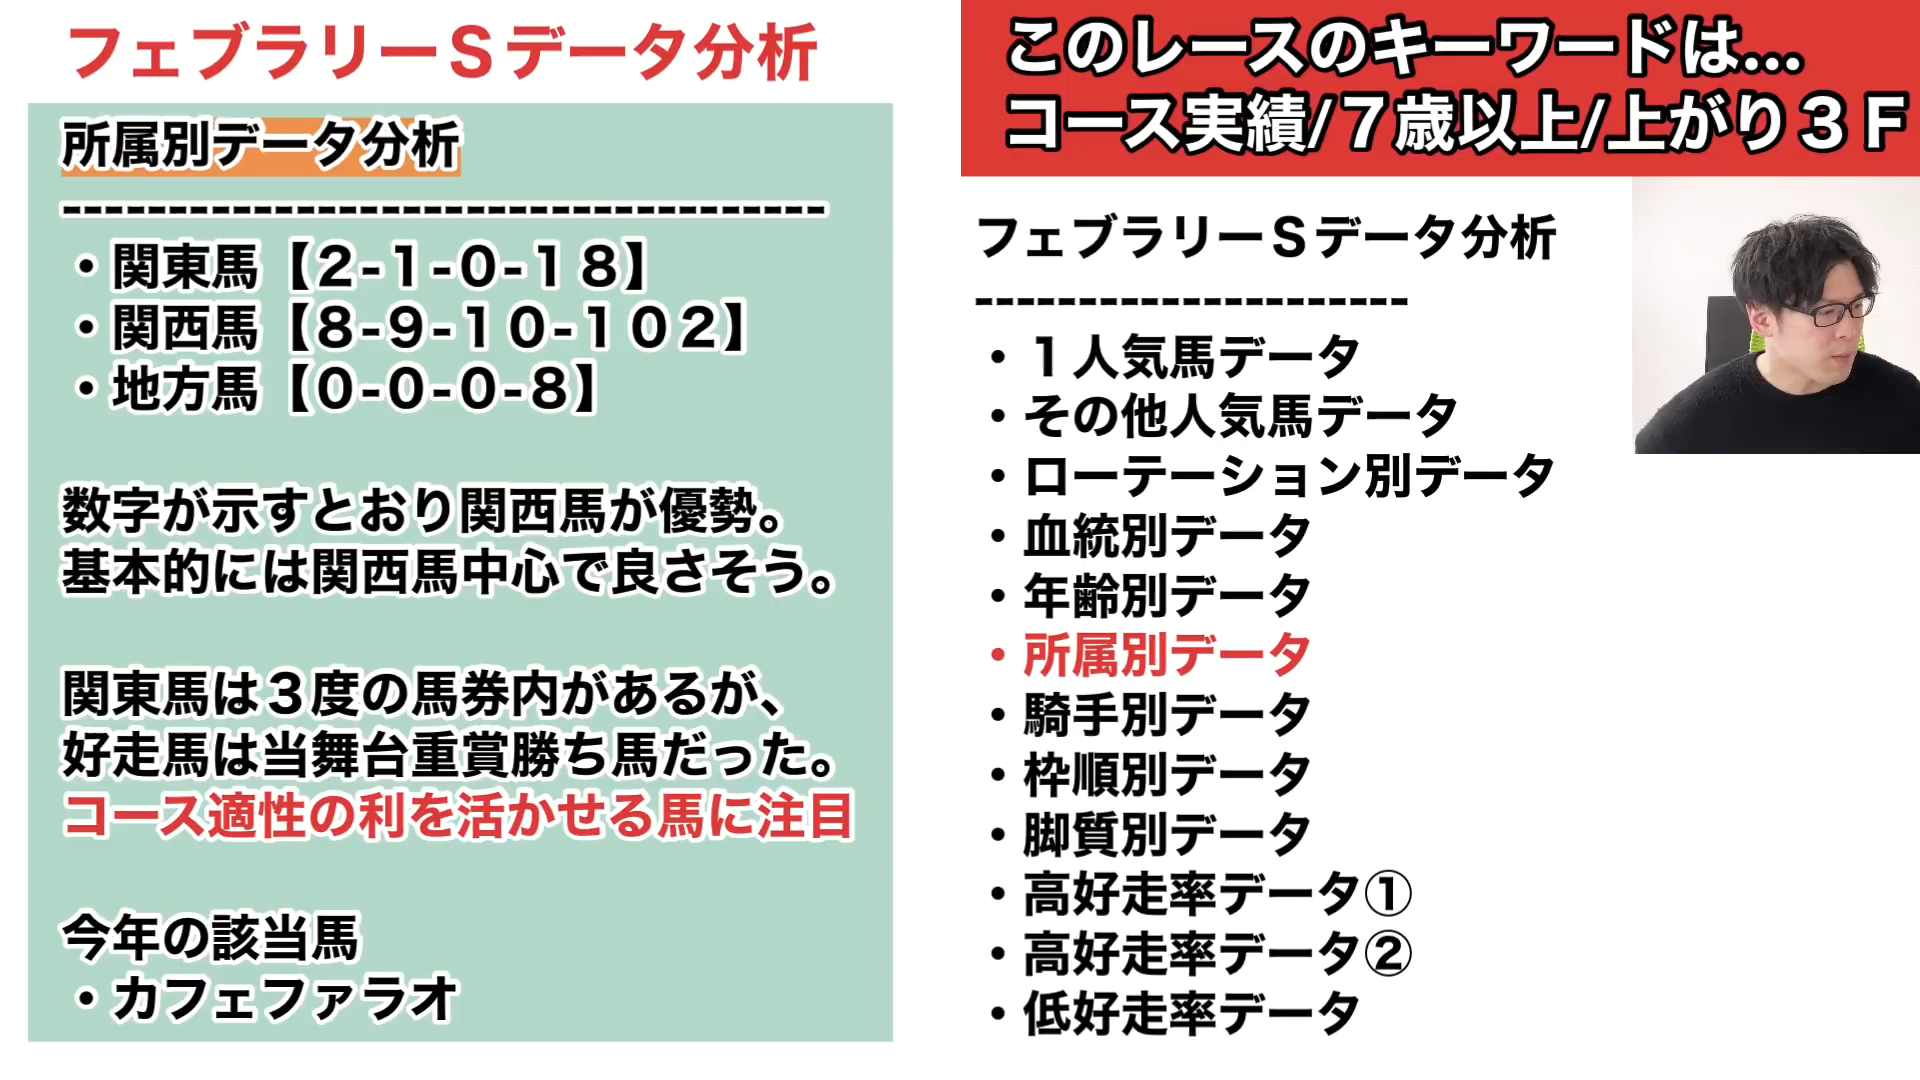 フェブラリーＳデータ分析
所属別データ分析
------------------------------------
・関東馬【２-１-０-１８】
・関西馬【８-９-１０-１０２】
・地方馬【０-０-０-８】
数字が示すとおり関西馬が優勢。
基本的には関西馬中心で良さそう。
関東馬は３度の馬券内があるが、
好走馬は当舞台重賞勝ち馬だった。
コース適性の利を活かせる馬に注目
今年の該当馬
・カフェファラオ
このレースのキーワードは...
コース実績/７歳以上/上がり３Ｆ
フェブラリーＳデータ分析
---------------------
・１人気馬データ
・その他人気馬データ
・ローテーション別データ
・血統別データ
・年齢別データ
・所属別データ
・騎手別データ
・枠順別データ
・脚質別データ
・高好走率データ①
・高好走率データ②
・低好走率データ